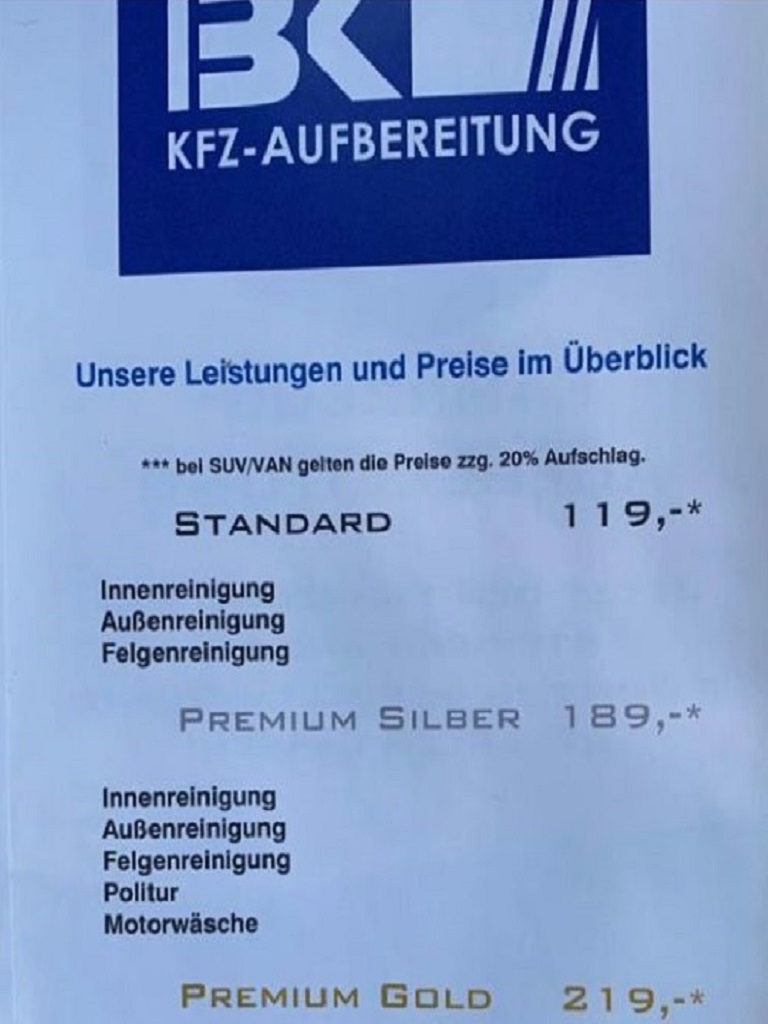 BK
KFZ-AUFBEREITUNG
Unsere Leistungen und Preise im Überblick
*** bei SUV/VAN gelten die Preise zzg. 20% Aufschlag.
STANDARD 119,-*
Innenreinigung
Außenreinigung
Felgenreinigung
PREMIUM SILBER 189,-*
Innenreinigung
Außenreinigung
Felgenreinigung
Politur
Motorwäsche
PREMIUM GOLD 219,-*